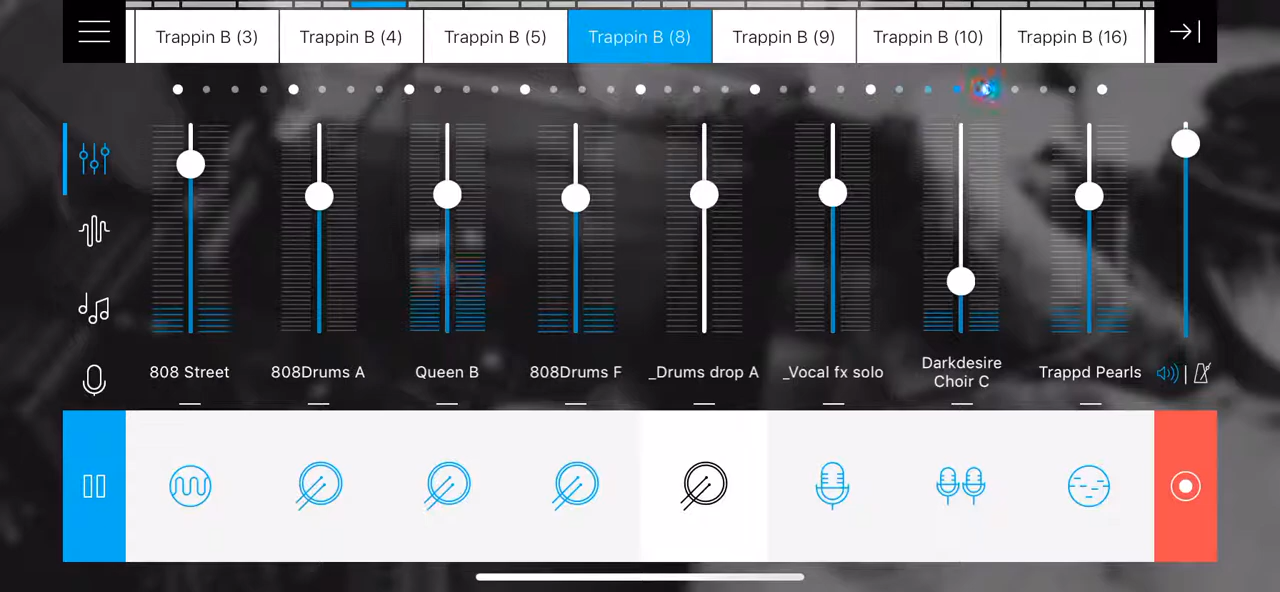 Trappin B (3)
Trappin B (4)
Trappin B (5)
Trappin B (8)
Trappin B (9)
Trappin B (10)
Trappin B (16)
808 Street
808Drums A
Queen B
808Drums F
_Drums drop A
_Vocal fx solo
Darkdesire
Choir C
Trappd Pearls